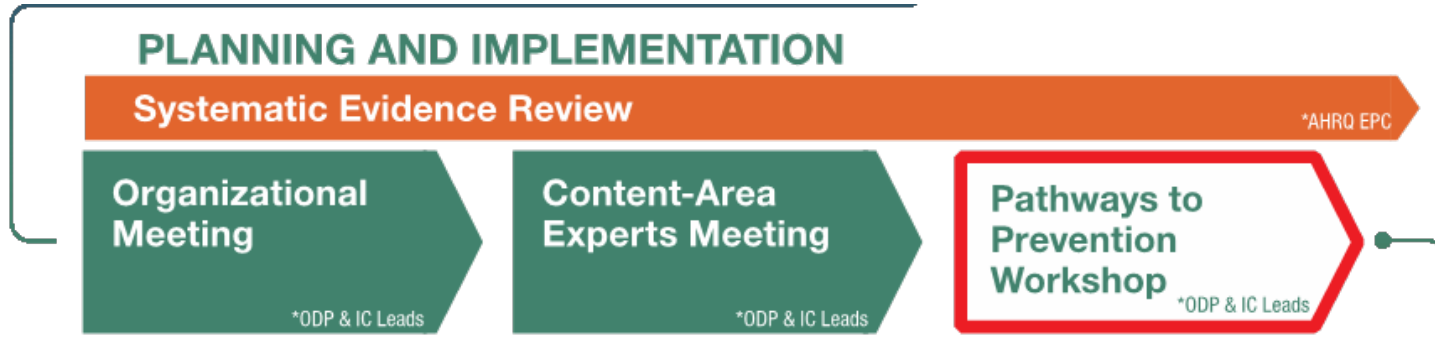 PLANNING AND IMPLEMENTATION
Systematic Evidence Review
*AHRQ EPC
Organizational
Meeting
*ODP & IC Leads
Content-Area
Experts Meeting
*ODP & IC Leads
Pathways to
Prevention
Workshop
*ODP & IC Leads